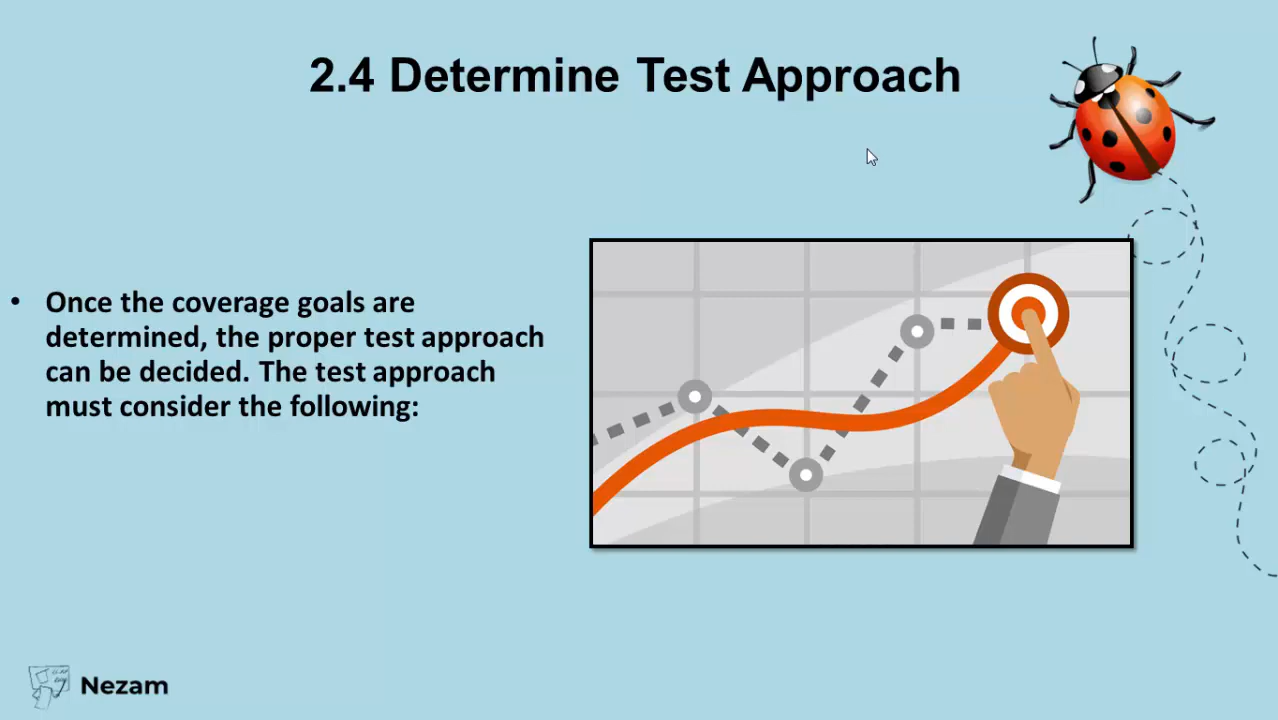 2.4 Determine Test Approach
• Once the coverage goals are
determined, the proper test approach
can be decided. The test approach
must consider the following:
Nezam